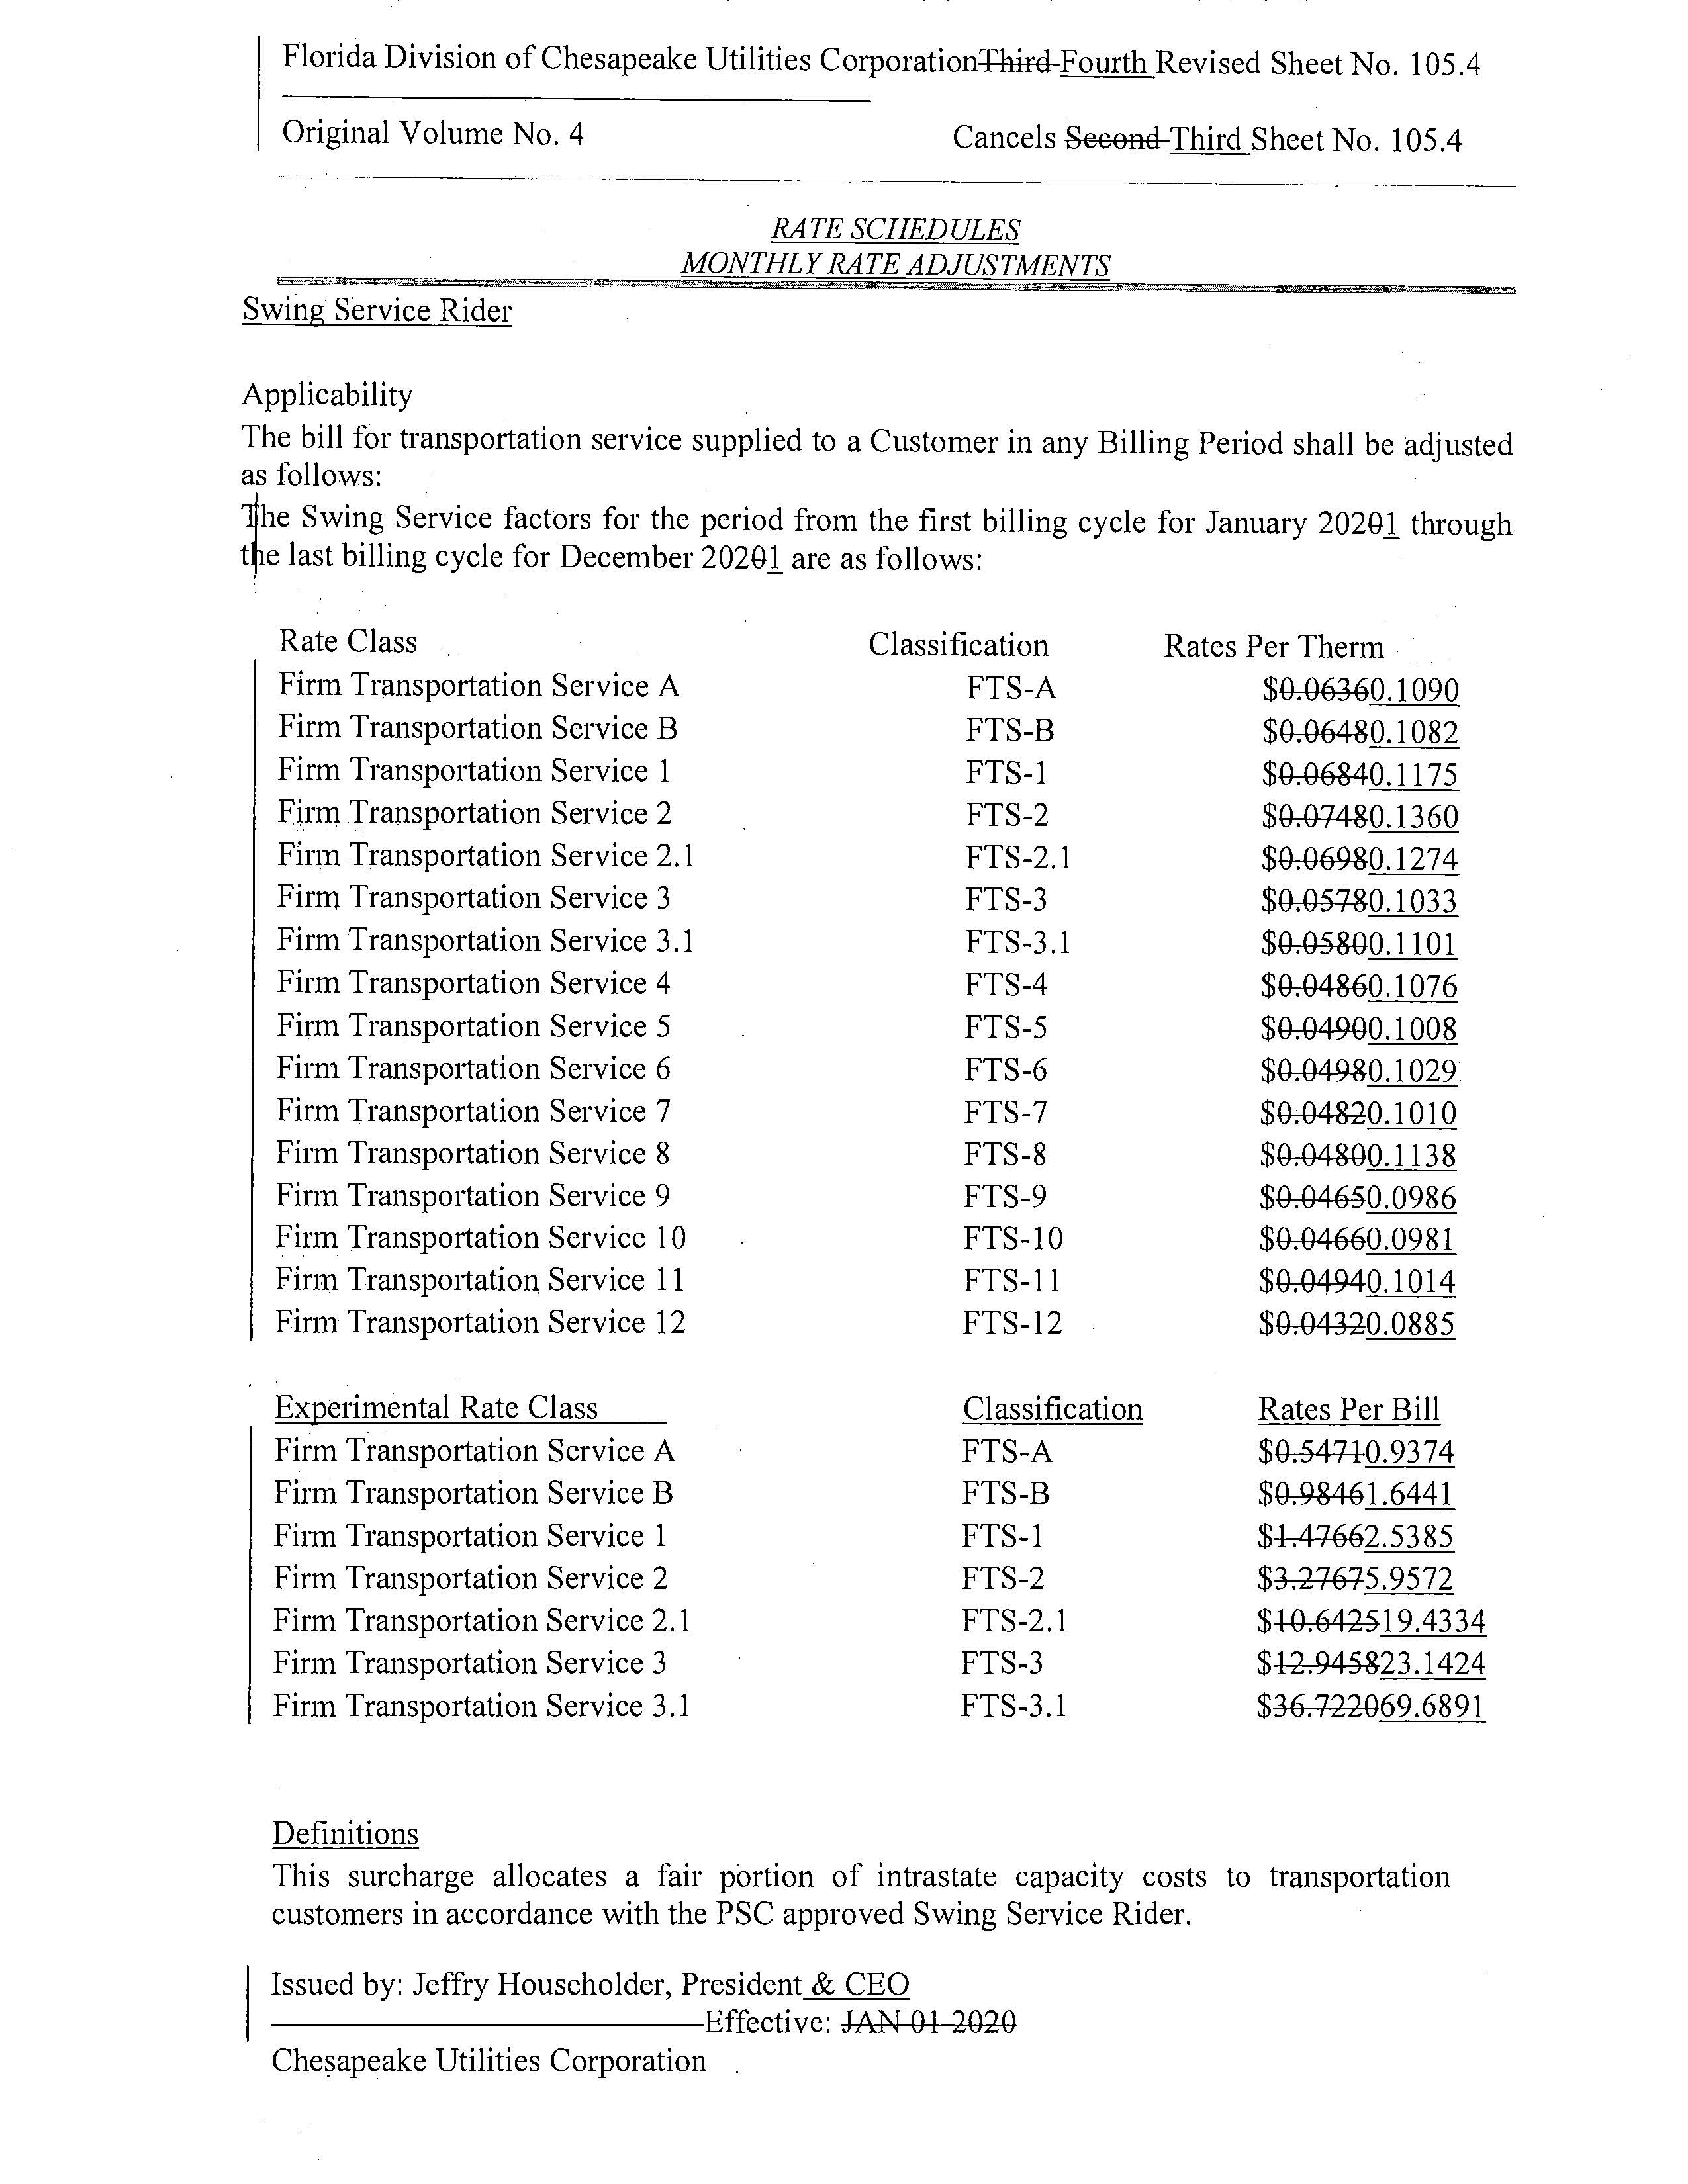 Florida Division of Chesapeake Utilities CorporationThird Fourth Revised Sheet No. 105.4
Original Volume No. 4 Cancels Second Third Sheet No. 105.4
RATE SCHEDULES
MONTHLY RATE ADJUSTMENTS
Swing Service Rider
Applicability
The bill for transportation service supplied to a Customer in any Billing Period shall be adjusted
as follows:
The Swing Service factors for the period from the first billing cycle for January 20201 through
the last billing cycle for December 20201 are as follows:
Rate Class Classification Rates Per Therm
Firm Transportation Service A FTS-A $0.06360.1090
Firm Transportation Service B FTS-B $0.06480.1082
Firm Transportation Service 1 FTS-1 $0.06840.1175
Firm Transportation Service 2 FTS-2 $0.07480.1360
Firm Transportation Service 2.1 FTS-2.1 $0.06980.1274
Firm Transportation Service 3 FTS-3 $0.05780.1033
Firm Transportation Service 3.1 FTS-3.1 $0.05800.1101
Firm Transportation Service 4 FTS-4 $0.04860.1076
Firm Transportation Service 5 FTS-5 $0.04900.1008
Firm Transportation Service 6 FTS-6 $0.04980.1029
Firm Transportation Service 7 FTS-7 $0.04820.1010
Firm Transportation Service 8 FTS-8 $0.04800.1138
Firm Transportation Service 9 FTS-9 $0.04650.0986
Firm Transportation Service 10 FTS-10 $0.04660.0981
Firm Transportation Service 11 FTS-11 $0.04940.1014
Firm Transportation Service 12 FTS-12 $0.04320.0885
Experimental Rate Class Classification Rates Per Bill
Firm Transportation Service A FTS-A $0.54710.9374
Firm Transportation Service B FTS-B $0.98461.6441
Firm Transportation Service 1 FTS-1 $1.47662.5385
Firm Transportation Service 2 FTS-2 $3.27675.9572
Firm Transportation Service 2.1 FTS-2.1 $10.642519.4334
Firm Transportation Service 3 FTS-3 $12.945823.1424
Firm Transportation Service 3.1 FTS-3.1 $36.722069.6891
Definitions
This surcharge allocates a fair portion of intrastate capacity costs to transportation
customers in accordance with the PSC approved Swing Service Rider.
Issued by: Jeffry Householder, President & CEO
Effective: JAN 01 2020
Chesapeake Utilities Corporation